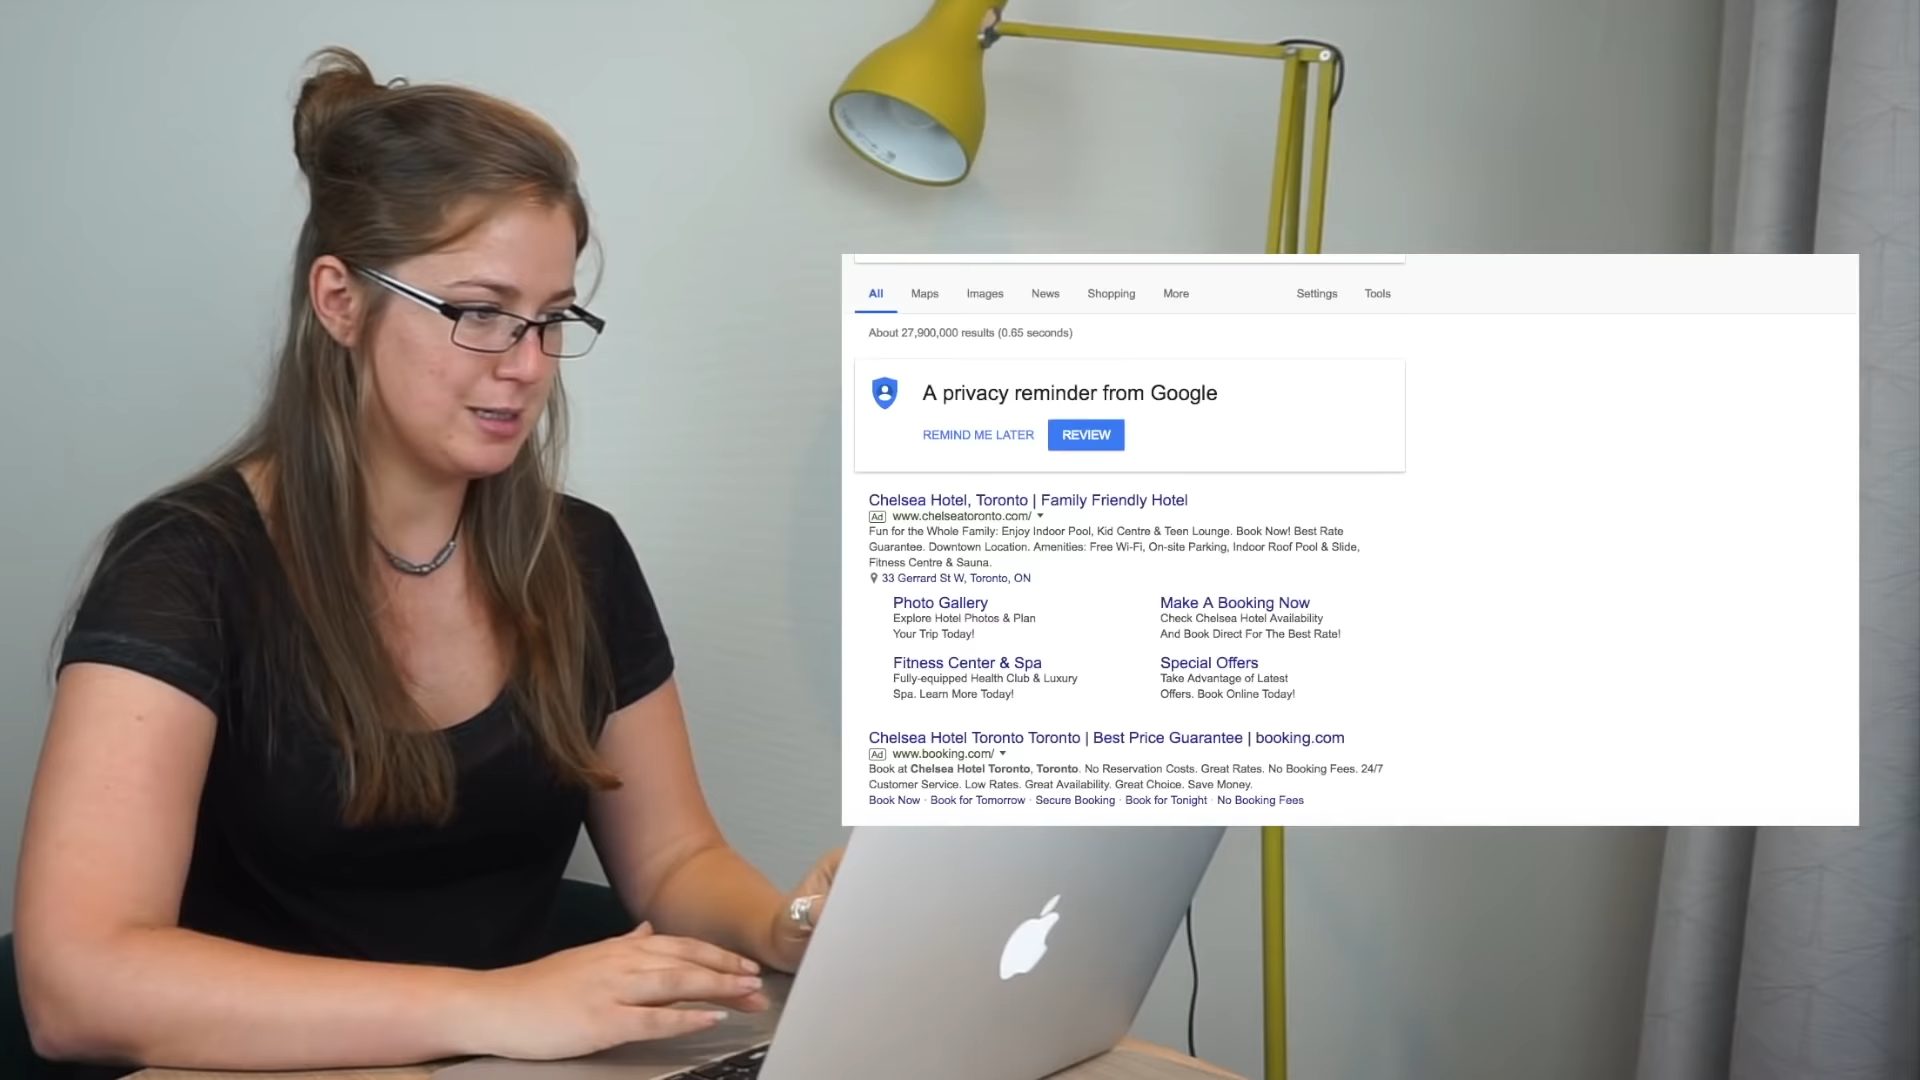 All Maps Images News Shopping More Settings Tools
About 27,900,000 results (0.65 seconds)
A privacy reminder from Google
REMIND ME LATER REVIEW
Chelsea Hotel, Toronto | Family Friendly Hotel
Ad www.chelseatoronto.com/
Fun for the Whole Family: Enjoy Indoor Pool, Kid Centre & Teen Lounge. Book Now! Best Rate
Guarantee. Downtown Location. Amenities: Free Wi-Fi, On-site Parking, Indoor Roof Pool & Slide,
Fitness Centre & Sauna.
33 Gerrard St W, Toronto, ON
Photo Gallery
Explore Hotel Photos & Plan
Your Trip Today!
Make A Booking Now
Check Chelsea Hotel Availability
And Book Direct For The Best Rate!
Fitness Center & Spa
Fully-equipped Health Club & Luxury
Spa. Learn More Today!
Special Offers
Take Advantage of Latest
Offers. Book Online Today!
Chelsea Hotel Toronto Toronto | Best Price Guarantee | booking.com
Ad www.booking.com/
Book at Chelsea Hotel Toronto, Toronto. No Reservation Costs. Great Rates. No Booking Fees. 24/7
Customer Service. Low Rates. Great Availability. Great Choice. Save Money.
Book Now · Book for Tomorrow · Secure Booking · Book for Tonight · No Booking Fees